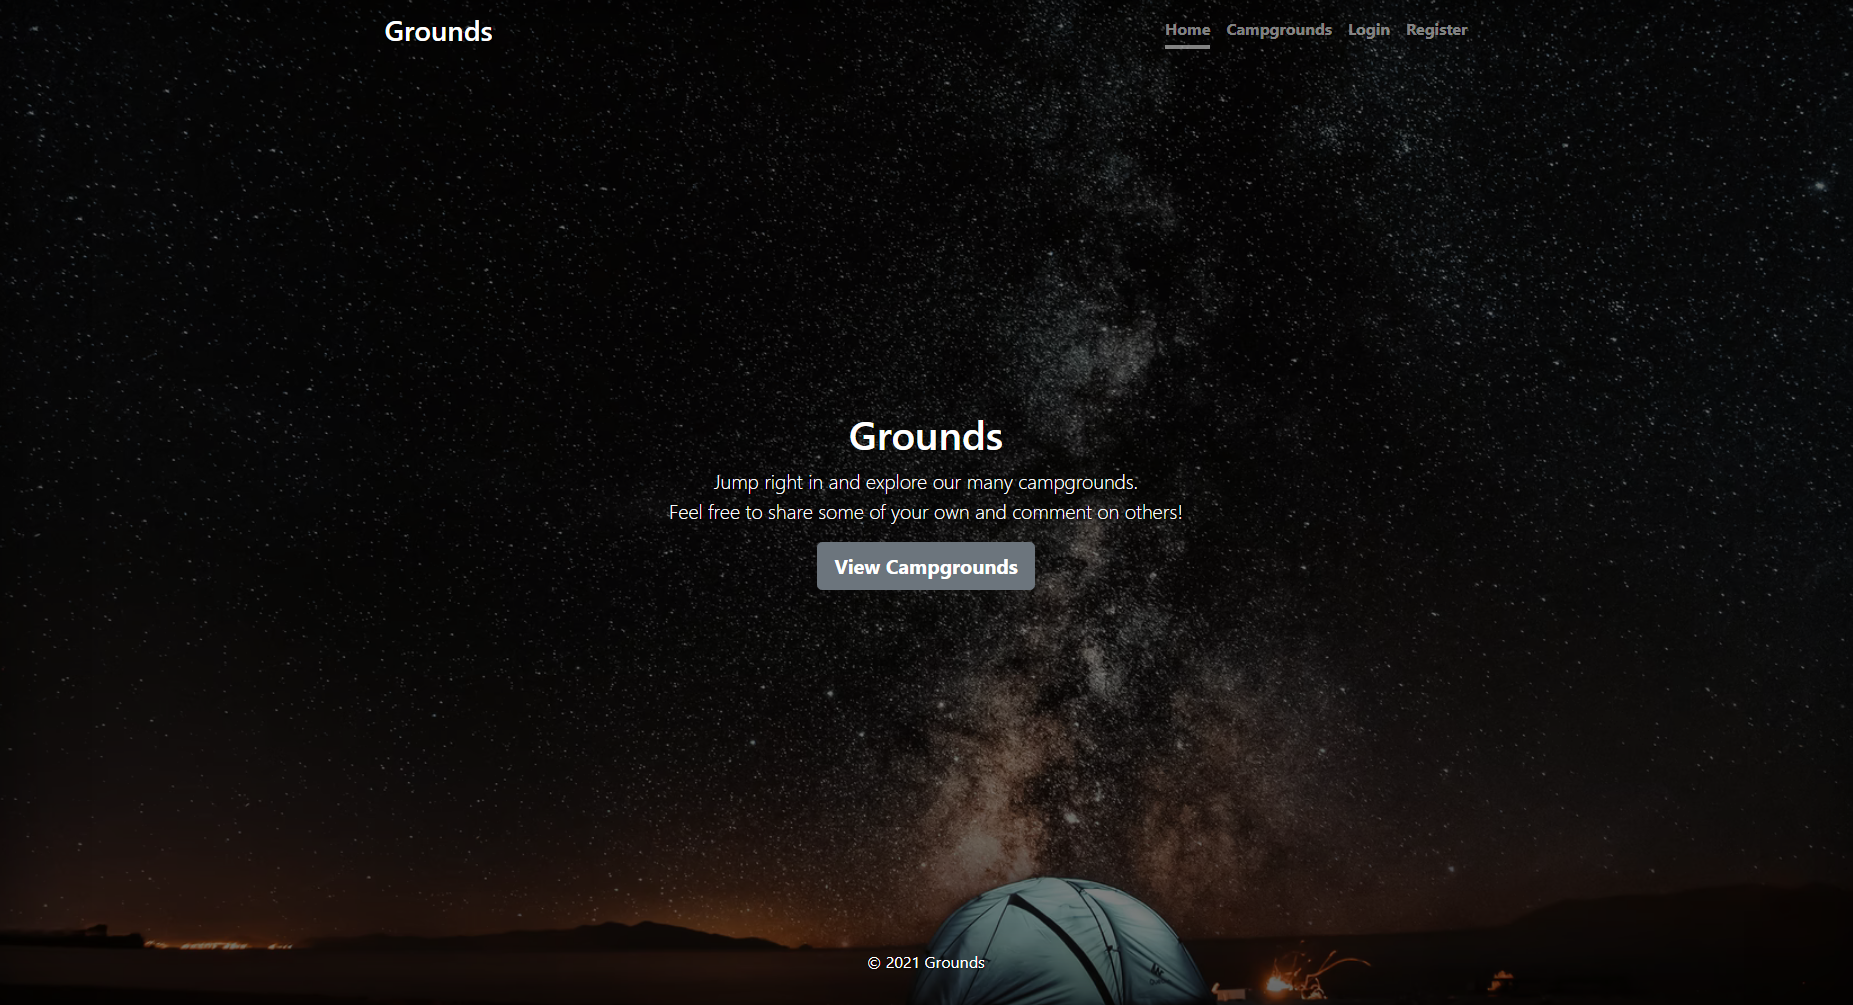 Grounds
Home Campgrounds Login Register
Grounds
Jump right in and explore our many campgrounds.
Feel free to share some of your own and comment on others!
View Campgrounds
© 2021 Grounds